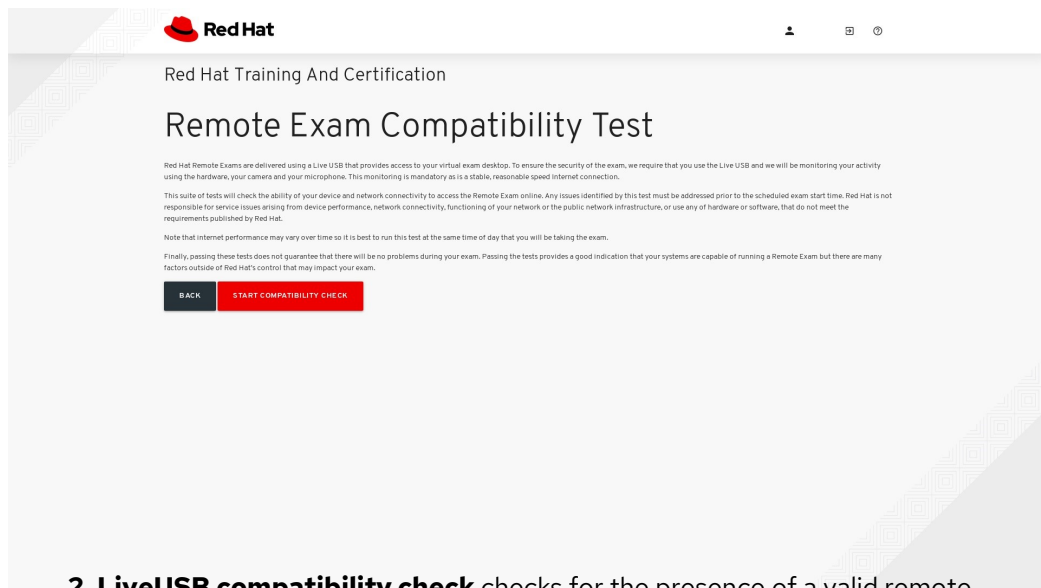 Red Hat
Red Hat Training And Certification
Remote Exam Compatibility Test
Red Hat Remote Exams are delivered using a Live USB that provides access to your virtual exam desktop. To ensure the security of the exam, we require that you use the Live USB and we will be monitoring your activity
using the hardware, your camera and your microphone. This monitoring is mandatory as is a stable, reasonable speed Internet connection.
This suite of tests will check the ability of your device and network connectivity to access the Remote Exam online. Any issues identified by this test must be addressed prior to the scheduled exam start time. Red Hat is not
responsible for service issues arising from device performance, network connectivity, functioning of your network or the public network infrastructure, or use any of hardware or software, that do not meet the
requirements published by Red Hat.
Note that internet performance may vary over time so it is best to run this test at the same time of day that you will be taking the exam.
Finally, passing these tests does not guarantee that there will be no problems during your exam. Passing the tests provides a good indication that your systems are capable of running a Remote Exam but there are many
factors outside of Red Hat's control that may impact your exam.
BACK START COMPATIBILITY CHECK
2. LiveUSB compatibility check checks for the presence of a valid remote